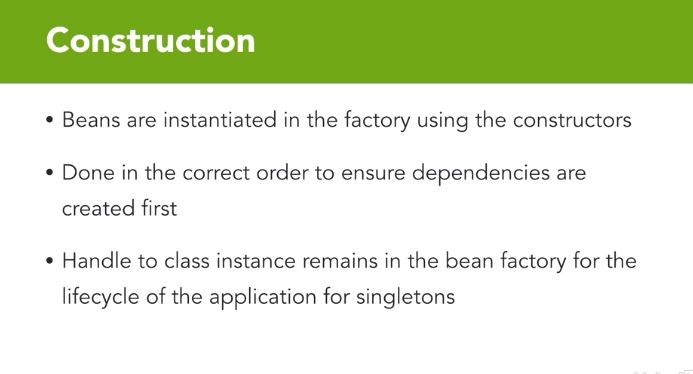 Construction
• Beans are instantiated in the factory using the constructors
• Done in the correct order to ensure dependencies are
created first
• Handle to class instance remains in the bean factory for the
lifecycle of the application for singletons